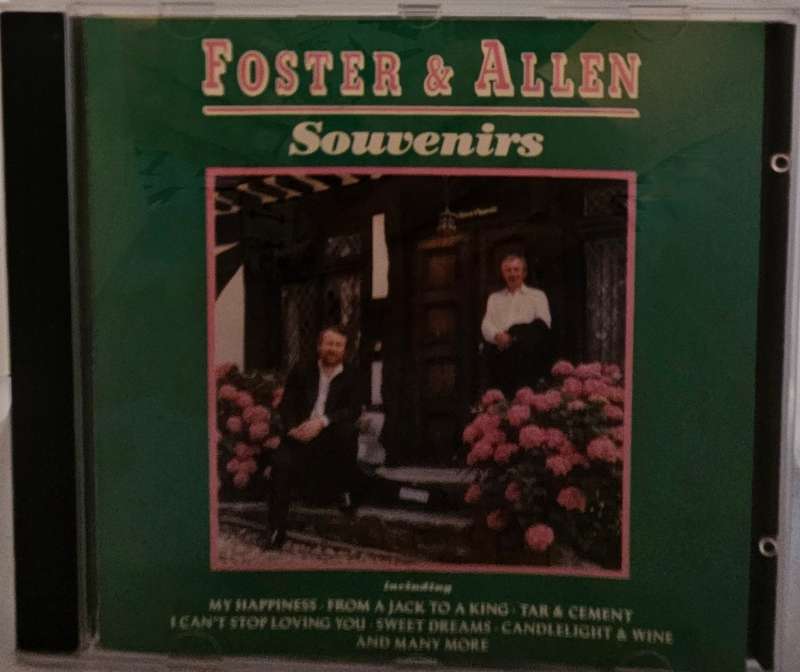 FOSTER & ALLEN
Souvenirs
including
MY HAPPINESS · FROM A JACK TO A KING · TAR & CEMENT
I CAN'T STOP LOVING YOU · SWEET DREAMS · CANDLELIGHT & WINE
AND MANY MORE